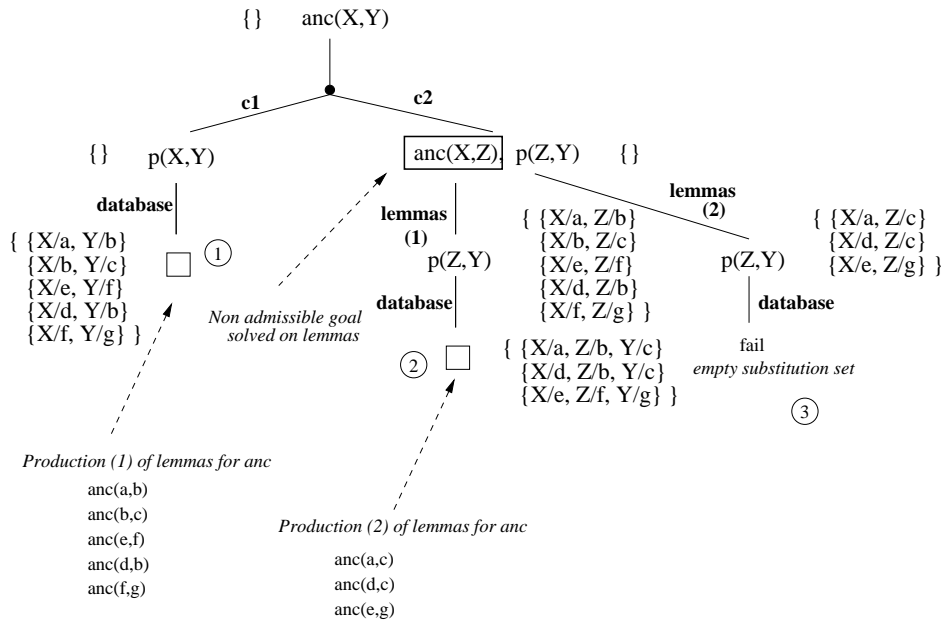 {} anc(X,Y)
c1
c2
{} p(X,Y)
anc(X,Z), p(Z,Y) {}
database
lemmas
(1)
lemmas
(2)
{ {X/a, Y/b}
{X/b, Y/c}
{X/e, Y/f}
{X/d, Y/b}
{X/f, Y/g} }
1
p(Z,Y)
{ {X/a, Z/b}
{X/b, Z/c}
{X/e, Z/f}
{X/d, Z/b}
{X/f, Z/g} }
p(Z,Y)
{ {X/a, Z/c}
{X/d, Z/c}
{X/e, Z/g} }
database
database
Non admissible goal
solved on lemmas
2
{ {X/a, Z/b, Y/c}
{X/d, Z/b, Y/c}
{X/e, Z/f, Y/g} }
fail
empty substitution set
3
Production (1) of lemmas for anc
anc(a,b)
anc(b,c)
anc(e,f)
anc(d,b)
anc(f,g)
Production (2) of lemmas for anc
anc(a,c)
anc(d,c)
anc(e,g)